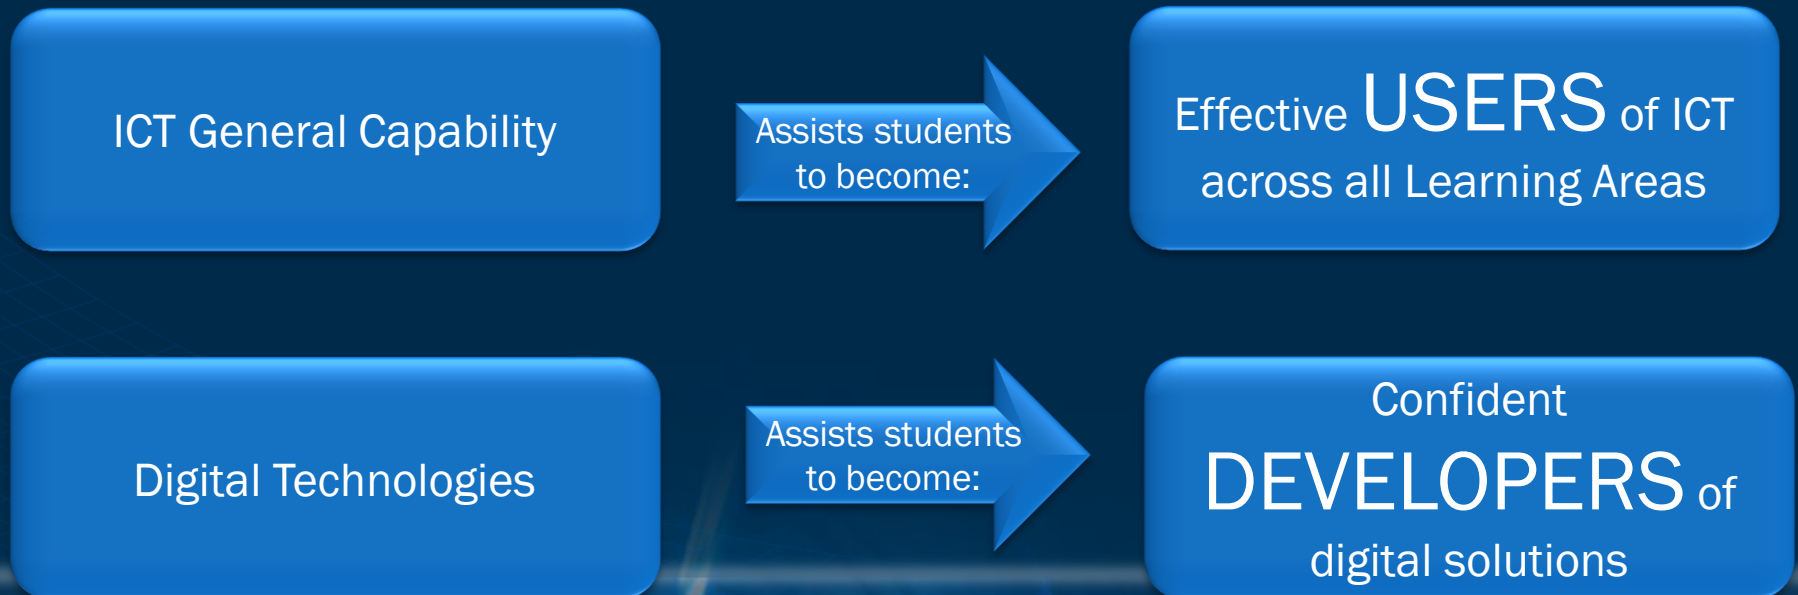 ICT General Capability
Assists students
to become:
Effective USERS of ICT
across all Learning Areas
Digital Technologies
Assists students
to become:
Confident
DEVELOPERS of
digital solutions